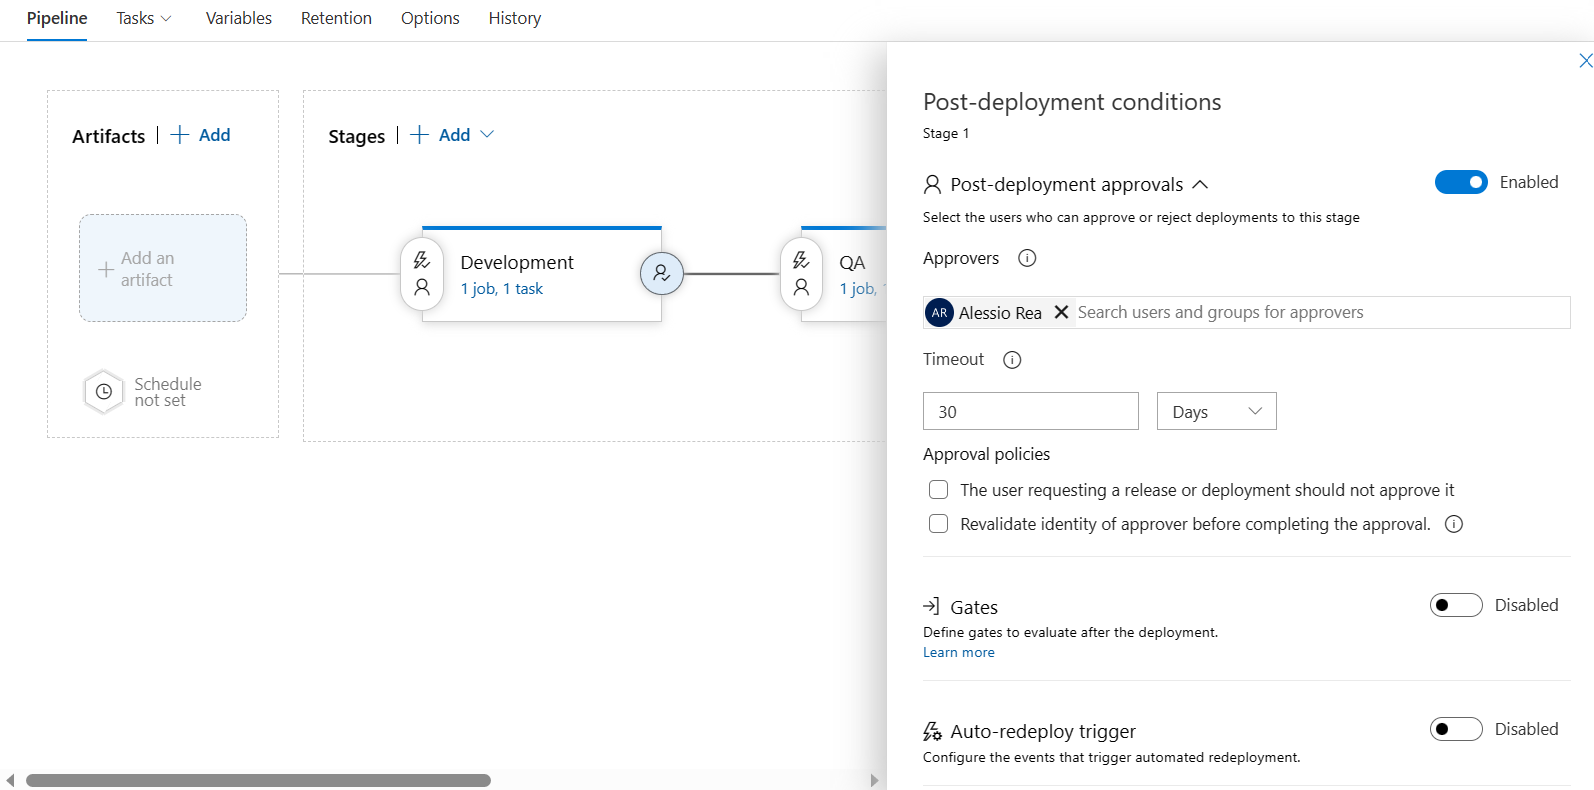 Pipeline Tasks Variables Retention Options History
Artifacts | + Add
Add an
artifact
Schedule
not set
Stages | + Add
Development
1 job, 1 task
QA
1 job,
Post-deployment conditions
Stage 1
Post-deployment approvals
Enabled
Select the users who can approve or reject deployments to this stage
Approvers
AR Alessio Rea Search users and groups for approvers
Timeout
30 Days
Approval policies
The user requesting a release or deployment should not approve it
Revalidate identity of approver before completing the approval.
Gates
Disabled
Define gates to evaluate after the deployment.
Learn more
Auto-redeploy trigger
Disabled
Configure the events that trigger automated redeployment.